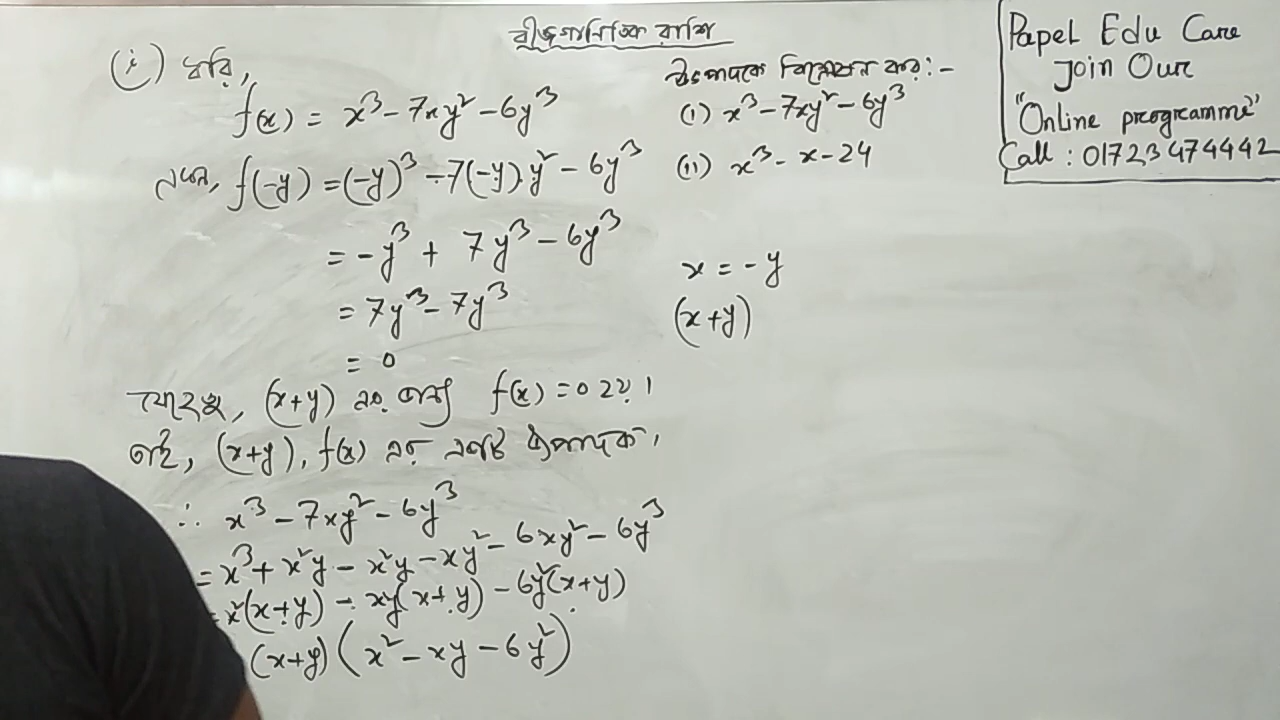 বীজগাণিতিক রাশি
উৎপাদকে বিশ্লেষণ কর:-
(i) x³ - 7xy² - 6y³
(ii) x³ - x - 24
Papel Edu Care
Join Our
"Online programme"
Call : 01723474442
(i) ধরি,
f(x) = x³ - 7xy² - 6y³
f(-y) = (-y)³ - 7(-y).y² - 6y³
= -y³ + 7y³ - 6y³
= 7y³ - 7y³
= 0
x = -y
(x+y)
যেহেতু, (x+y) এর জন্য f(x) = 0 হয়।
তাই, (x+y), f(x) এর একটি উৎপাদক।
∴ x³ - 7xy² - 6y³
= x³ + x²y - x²y - xy² - 6xy² - 6y³
= x²(x+y) - xy(x+y) - 6y²(x+y)
(x+y)(x² - xy - 6y²)